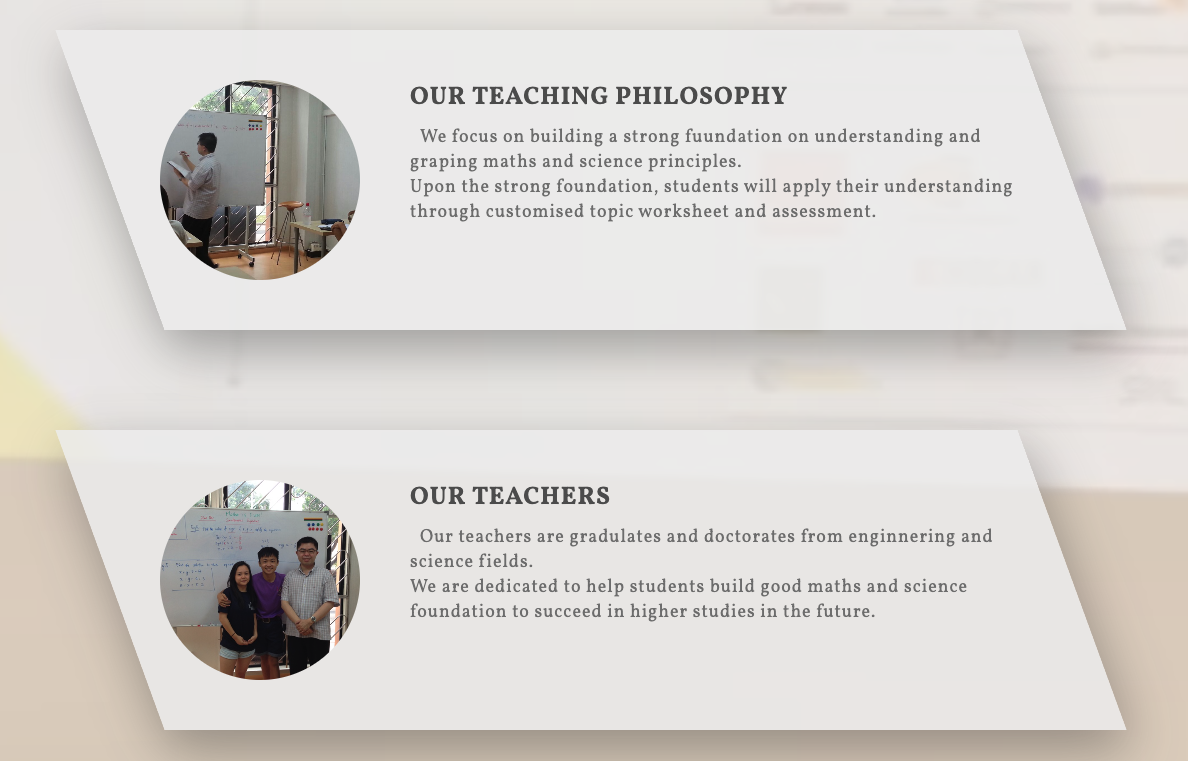 OUR TEACHING PHILOSOPHY
We focus on building a strong fuundation on understanding and
graping maths and science principles.
Upon the strong foundation, students will apply their understanding
through customised topic worksheet and assessment.
OUR TEACHERS
Our teachers are gradulates and doctorates from enginnering and
science fields.
We are dedicated to help students build good maths and science
foundation to succeed in higher studies in the future.